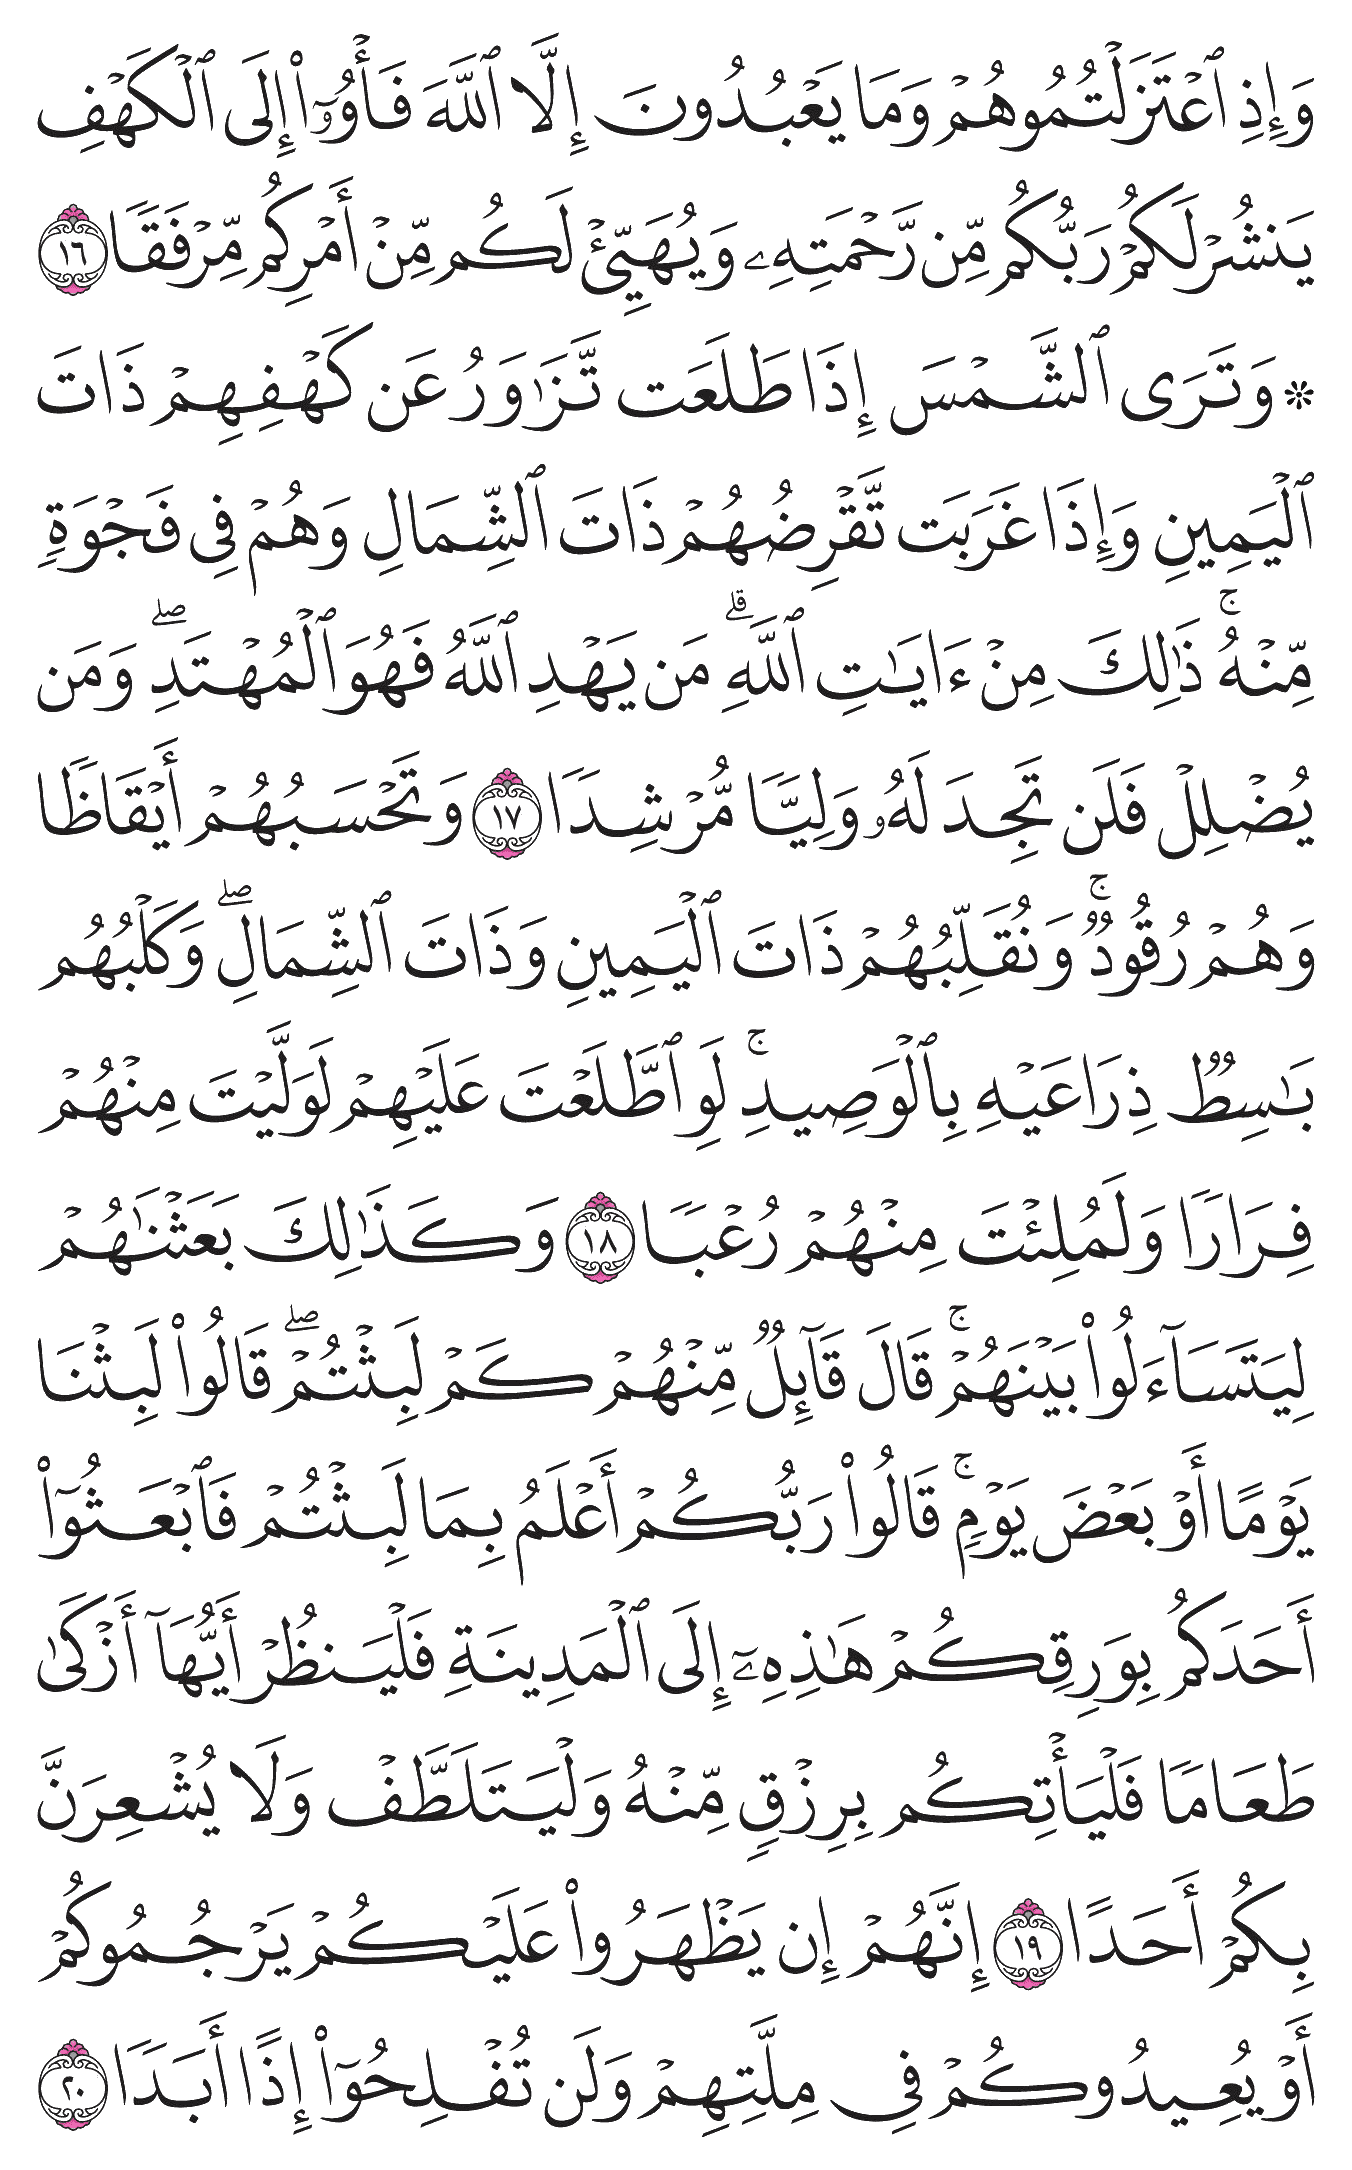 وَإِذِ ٱعۡتَزَلۡتُمُوهُمۡ وَمَا يَعۡبُدُونَ إِلَّا ٱللَّهَ فَأۡوُۥٓاْ إِلَى ٱلۡكَهۡفِ
يَنشُرۡ لَكُمۡ رَبُّكُم مِّن رَّحۡمَتِهِۦ وَيُهَيِّئۡ لَكُم مِّنۡ أَمۡرِكُم مِّرۡفَقٗا ١٦
۞ وَتَرَى ٱلشَّمۡسَ إِذَا طَلَعَت تَّزَٰوَرُ عَن كَهۡفِهِمۡ ذَاتَ
ٱلۡيَمِينِ وَإِذَا غَرَبَت تَّقۡرِضُهُمۡ ذَاتَ ٱلشِّمَالِ وَهُمۡ فِي فَجۡوَةٖ
مِّنۡهُۚ ذَٰلِكَ مِنۡ ءَايَٰتِ ٱللَّهِۗ مَن يَهۡدِ ٱللَّهُ فَهُوَ ٱلۡمُهۡتَدِۖ وَمَن
يُضۡلِلۡ فَلَن تَجِدَ لَهُۥ وَلِيّٗا مُّرۡشِدٗا ١٧ وَتَحۡسَبُهُمۡ أَيۡقَاظٗا
وَهُمۡ رُقُودٞۚ وَنُقَلِّبُهُمۡ ذَاتَ ٱلۡيَمِينِ وَذَاتَ ٱلشِّمَالِۖ وَكَلۡبُهُم
بَٰسِطٞ ذِرَاعَيۡهِ بِٱلۡوَصِيدِۚ لَوِ ٱطَّلَعۡتَ عَلَيۡهِمۡ لَوَلَّيۡتَ مِنۡهُمۡ
فِرَارٗا وَلَمُلِئۡتَ مِنۡهُمۡ رُعۡبٗا ١٨ وَكَذَٰلِكَ بَعَثۡنَٰهُمۡ
لِيَتَسَآءَلُواْ بَيۡنَهُمۡۚ قَالَ قَآئِلٞ مِّنۡهُمۡ كَمۡ لَبِثۡتُمۡۖ قَالُواْ لَبِثۡنَا
يَوۡمًا أَوۡ بَعۡضَ يَوۡمٖۚ قَالُواْ رَبُّكُمۡ أَعۡلَمُ بِمَا لَبِثۡتُمۡ فَٱبۡعَثُوٓاْ
أَحَدَكُم بِوَرِقِكُمۡ هَٰذِهِۦٓ إِلَى ٱلۡمَدِينَةِ فَلۡيَنظُرۡ أَيُّهَآ أَزۡكَىٰ
طَعَامٗا فَلۡيَأۡتِكُم بِرِزۡقٖ مِّنۡهُ وَلۡيَتَلَطَّفۡ وَلَا يُشۡعِرَنَّ
بِكُمۡ أَحَدًا ١٩ إِنَّهُمۡ إِن يَظۡهَرُواْ عَلَيۡكُمۡ يَرۡجُمُوكُمۡ
أَوۡ يُعِيدُوكُمۡ فِي مِلَّتِهِمۡ وَلَن تُفۡلِحُوٓاْ إِذًا أَبَدٗا ٢٠